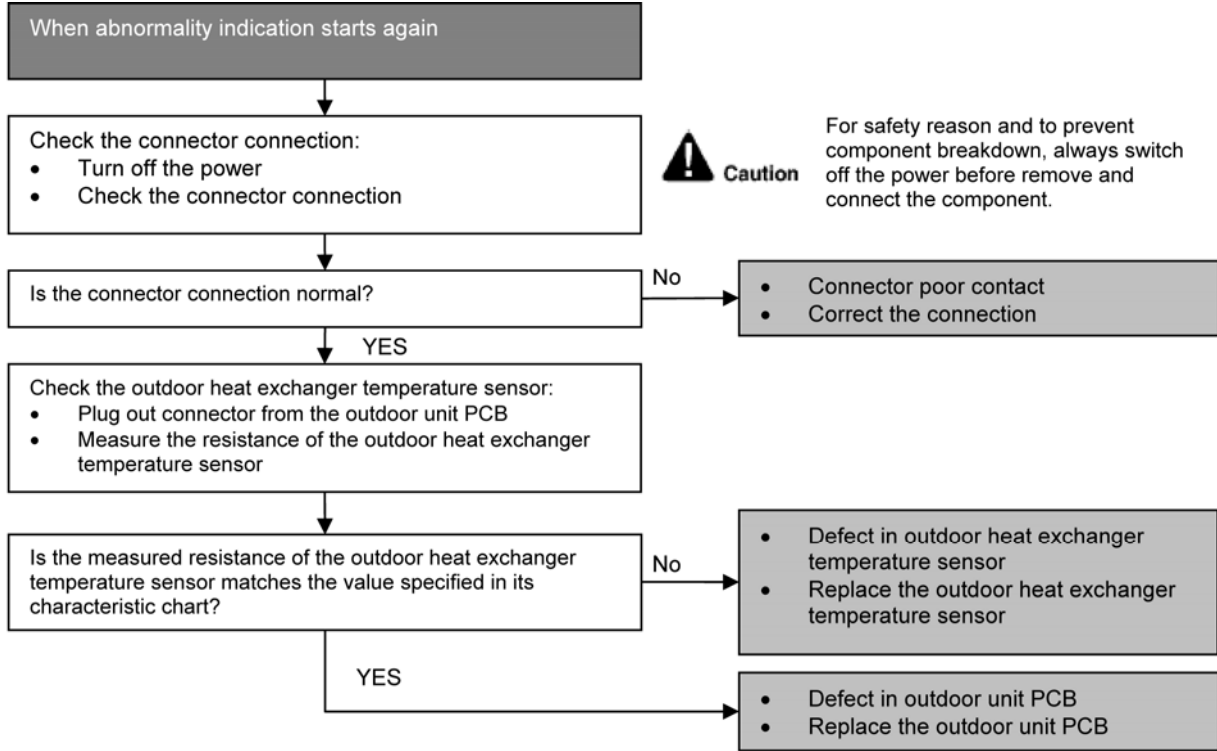 When abnormality indication starts again
Check the connector connection:
• Turn off the power
• Check the connector connection
Caution
For safety reason and to prevent
component breakdown, always switch
off the power before remove and
connect the component.
Is the connector connection normal?
No
• Connector poor contact
• Correct the connection
YES
Check the outdoor heat exchanger temperature sensor:
• Plug out connector from the outdoor unit PCB
• Measure the resistance of the outdoor heat exchanger
temperature sensor
Is the measured resistance of the outdoor heat exchanger
temperature sensor matches the value specified in its
characteristic chart?
No
• Defect in outdoor heat exchanger
temperature sensor
• Replace the outdoor heat exchanger
temperature sensor
YES
• Defect in outdoor unit PCB
• Replace the outdoor unit PCB